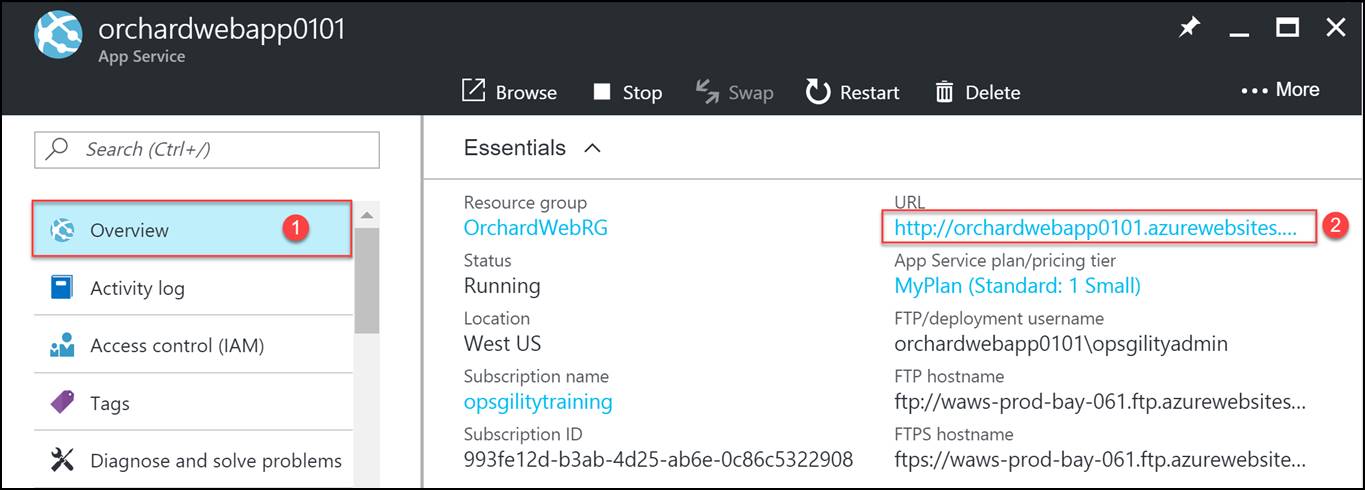 orchardwebapp0101
App Service
Browse
Stop
Swap
Restart
Delete
More
Search (Ctrl+/)
Overview
1
Activity log
Access control (IAM)
Tags
Diagnose and solve problems
Essentials
Resource group
OrchardWebRG
Status
Running
Location
West US
Subscription name
opsgilitytraining
Subscription ID
993fe12d-b3ab-4d25-ab6e-0c86c5322908
URL
http://orchardwebapp0101.azurewebsites....
2
App Service plan/pricing tier
MyPlan (Standard: 1 Small)
FTP/deployment username
orchardwebapp0101\opsgilityadmin
FTP hostname
ftp://waws-prod-bay-061.ftp.azurewebsites...
FTPS hostname
ftps://waws-prod-bay-061.ftp.azurewebsite...